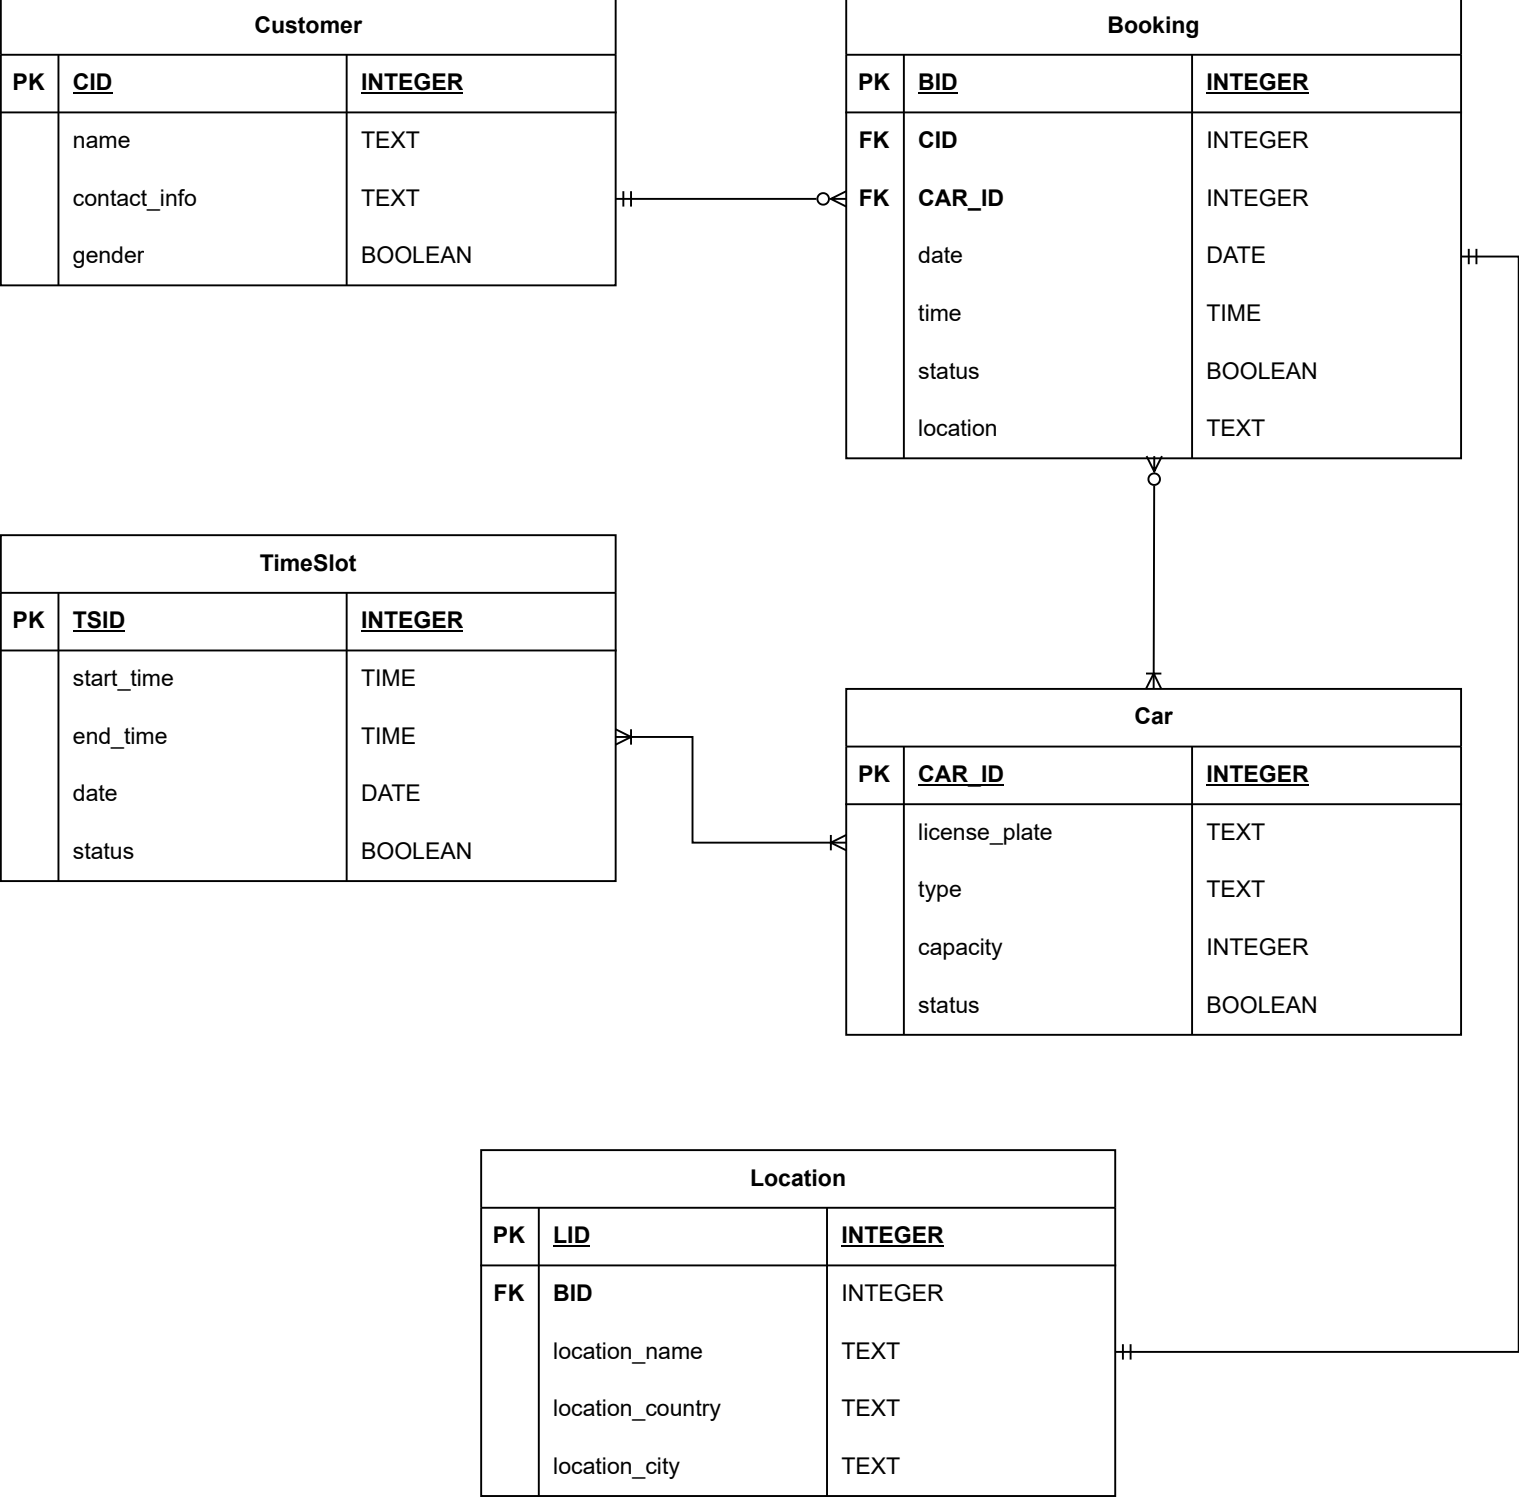 Customer
PK CID INTEGER
name TEXT
contact_info TEXT
gender BOOLEAN
Booking
PK BID INTEGER
FK CID INTEGER
FK CAR_ID INTEGER
date DATE
time TIME
status BOOLEAN
location TEXT
TimeSlot
PK TSID INTEGER
start_time TIME
end_time TIME
date DATE
status BOOLEAN
Car
PK CAR_ID INTEGER
license_plate TEXT
type TEXT
capacity INTEGER
status BOOLEAN
Location
PK LID INTEGER
FK BID INTEGER
location_name TEXT
location_country TEXT
location_city TEXT